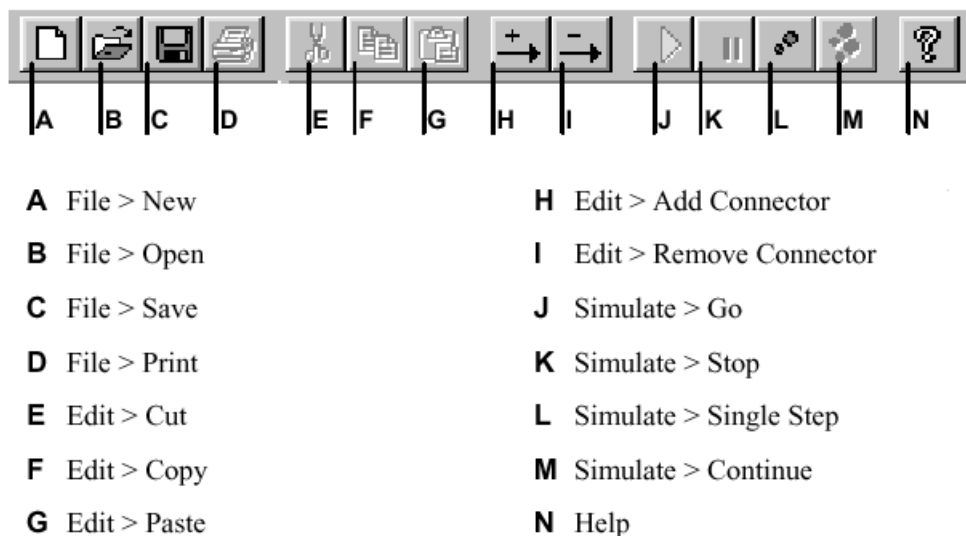 A B C D E F G H I J K L M N
A File > New
B File > Open
C File > Save
D File > Print
E Edit > Cut
F Edit > Copy
G Edit > Paste
H Edit > Add Connector
I Edit > Remove Connector
J Simulate > Go
K Simulate > Stop
L Simulate > Single Step
M Simulate > Continue
N Help